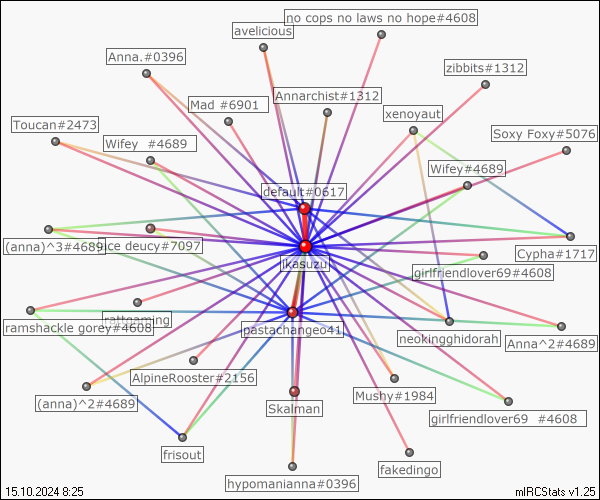 no cops no laws no hope#4608
avelicious
Anna.#0396
zibbits#1312
Mad #6901
Annarchist#1312
xenoyaut
Toucan#2473
Soxy Foxy#5076
Wifey  #4689
Wifey#4689
default#0617
(anna)^3#4689
ice deucy#7097
Cypha#1717
jkasuzu
girlfriendlover69#4608
ramshackle gorey#4608
pastachangeo41
neokingghidorah
Anna^2#4689
AlpineRooster#2156
(anna)^2#4689
Skalman
Mushy#1984
girlfriendlover69  #4608
frisout
fakedingo
hypomanianna#0396
15.10.2024 8:25
mIRCStats v1.25